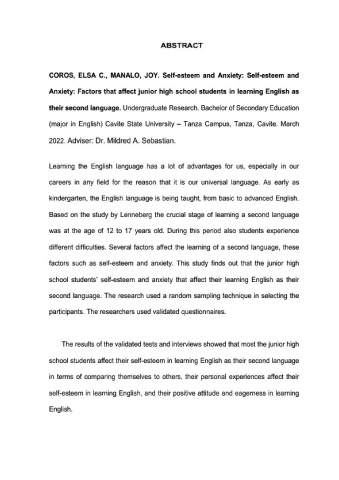 ABSTRACT
COROS, ELSA C., MANALO, JOY. Self-esteem and Anxiety: Self-esteem and
Anxiety: Factors that affect junior high school students in learning English as
their second language. Undergraduate Research. Bachelor of Secondary Education
(major in English) Cavite State University – Tanza Campus, Tanza, Cavite. March
2022. Adviser: Dr. Mildred A. Sebastian.
Learning the English language has a lot of advantages for us, especially in our
careers in any field for the reason that it is our universal language. As early as
kindergarten, the English language is being taught, from basic to advanced English.
Based on the study by Lenneberg the crucial stage of learning a second language
was at the age of 12 to 17 years old. During this period also students experience
different difficulties. Several factors affect the learning of a second language, these
factors such as self-esteem and anxiety. This study finds out that the junior high
school students' self-esteem and anxiety that affect their learning English as their
second language. The research used a random sampling technique in selecting the
participants. The researchers used validated questionnaires.
The results of the validated tests and interviews showed that most the junior high
school students affect their self-esteem in learning English as their second language
in terms of comparing themselves to others, their personal experiences affect their
self-esteem in learning English, and their positive attitude and eagerness in learning
English.